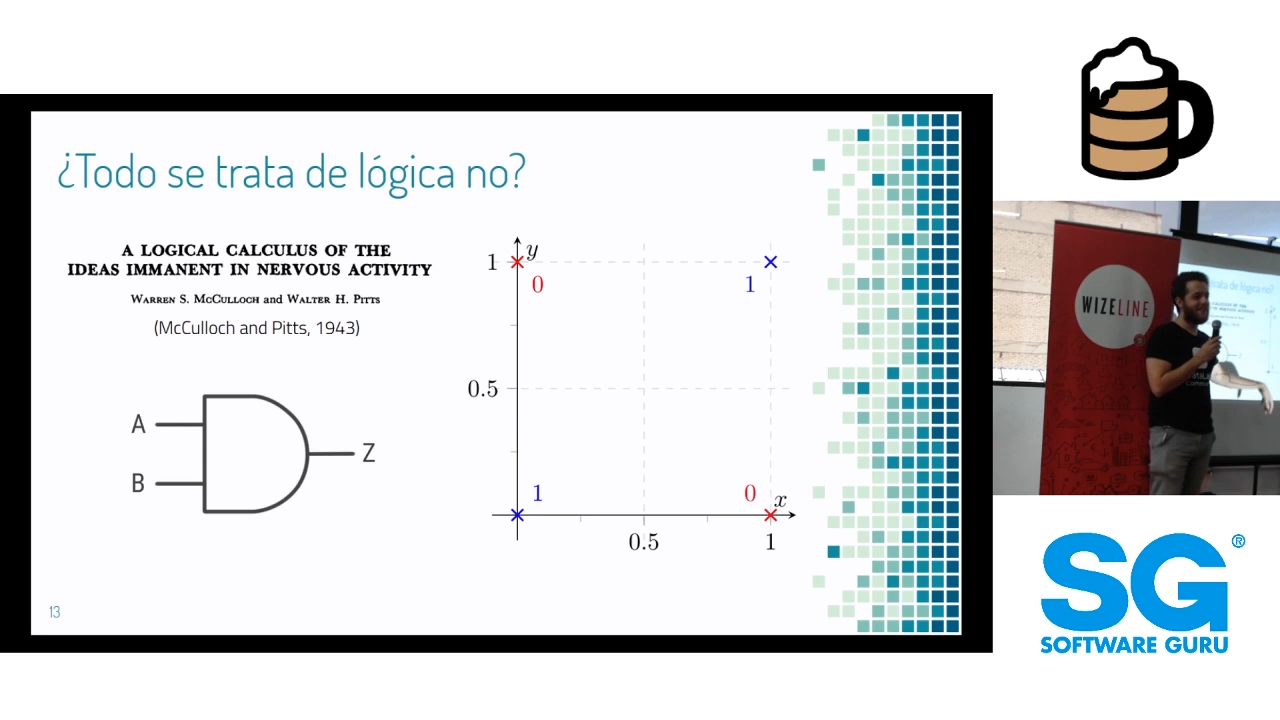 ¿Todo se trata de lógica no?
A LOGICAL CALCULUS OF THE
IDEAS IMMANENT IN NERVOUS ACTIVITY
WARREN S. MCCULLOCH and WALTER H. PITTS
(McCulloch and Pitts, 1943)
A
B
Z
y
1
0
1
0.5
1
0
x
0.5
1
13
WIZELINE
SG®
SOFTWARE GURU